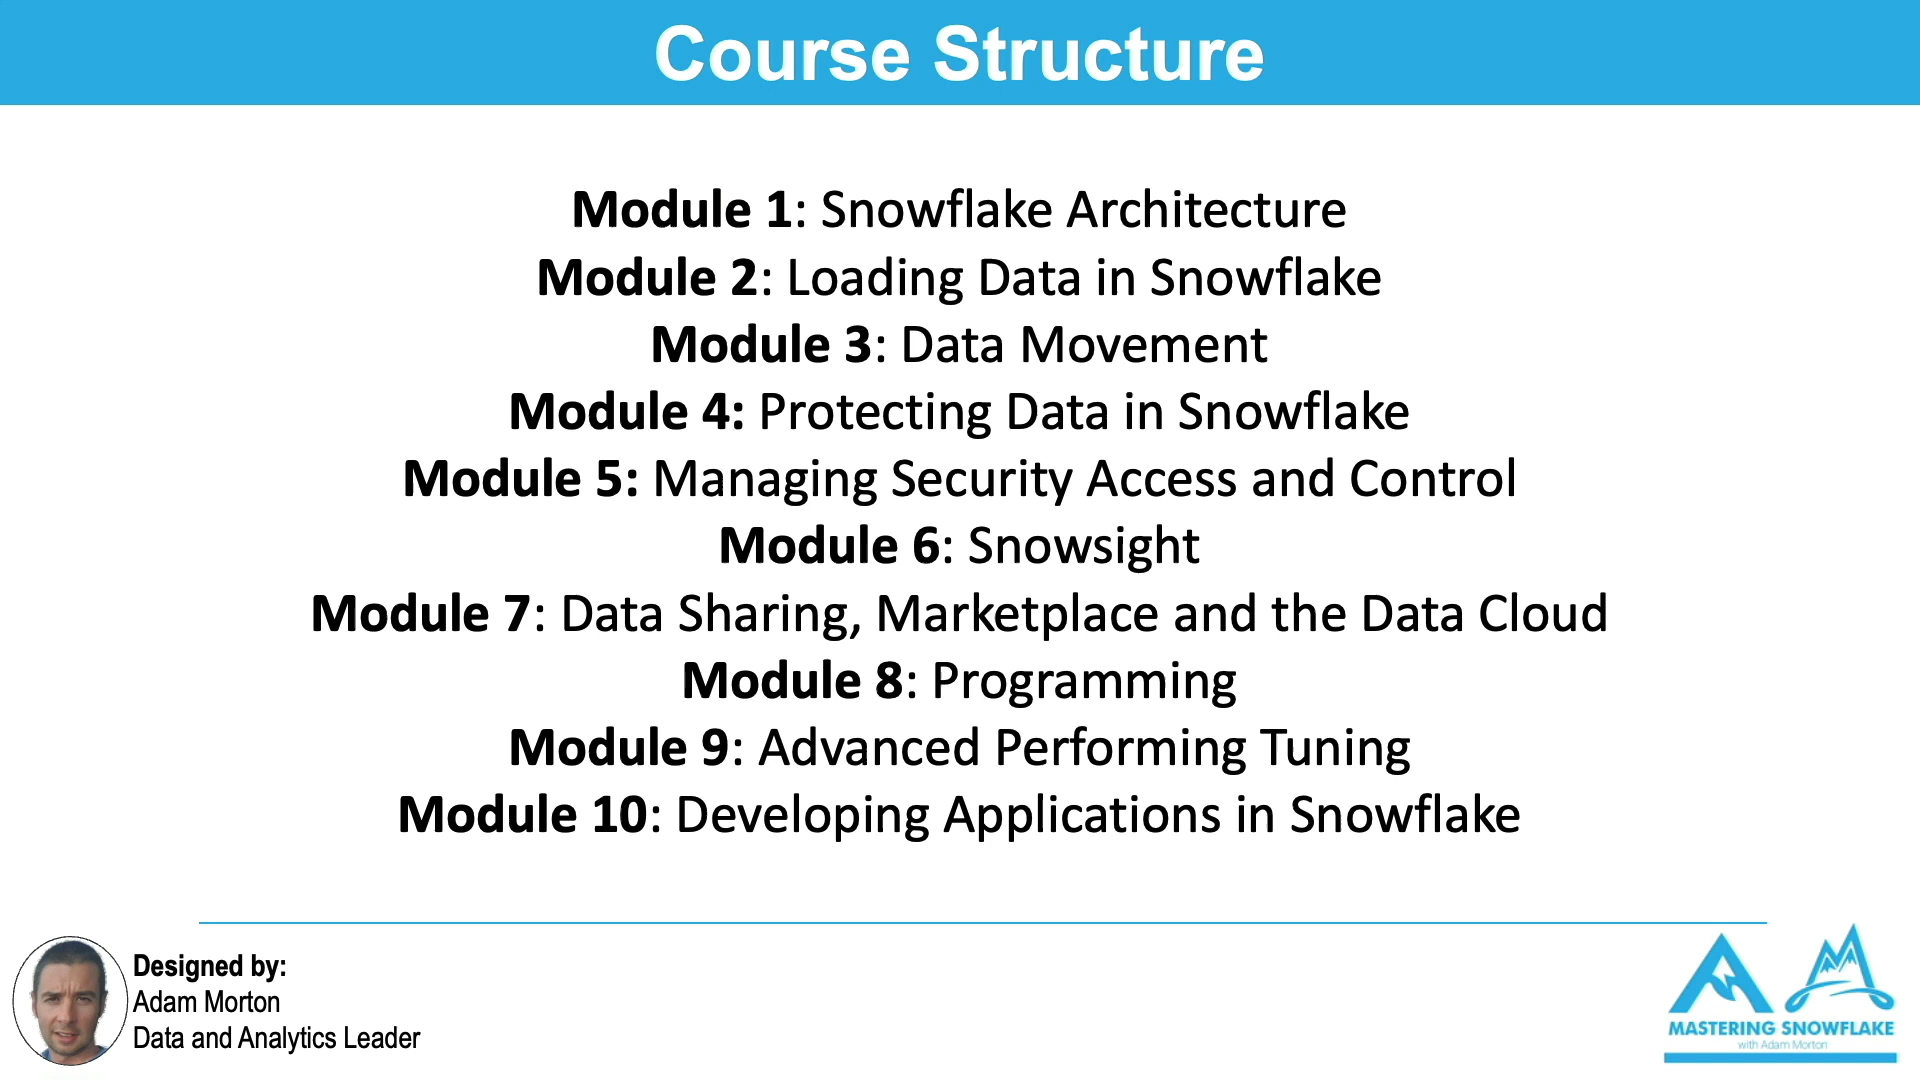 Course Structure
Module 1: Snowflake Architecture
Module 2: Loading Data in Snowflake
Module 3: Data Movement
Module 4: Protecting Data in Snowflake
Module 5: Managing Security Access and Control
Module 6: Snowsight
Module 7: Data Sharing, Marketplace and the Data Cloud
Module 8: Programming
Module 9: Advanced Performing Tuning
Module 10: Developing Applications in Snowflake
Designed by:
Adam Morton
Data and Analytics Leader
MASTERING SNOWFLAKE
with Adam Morton